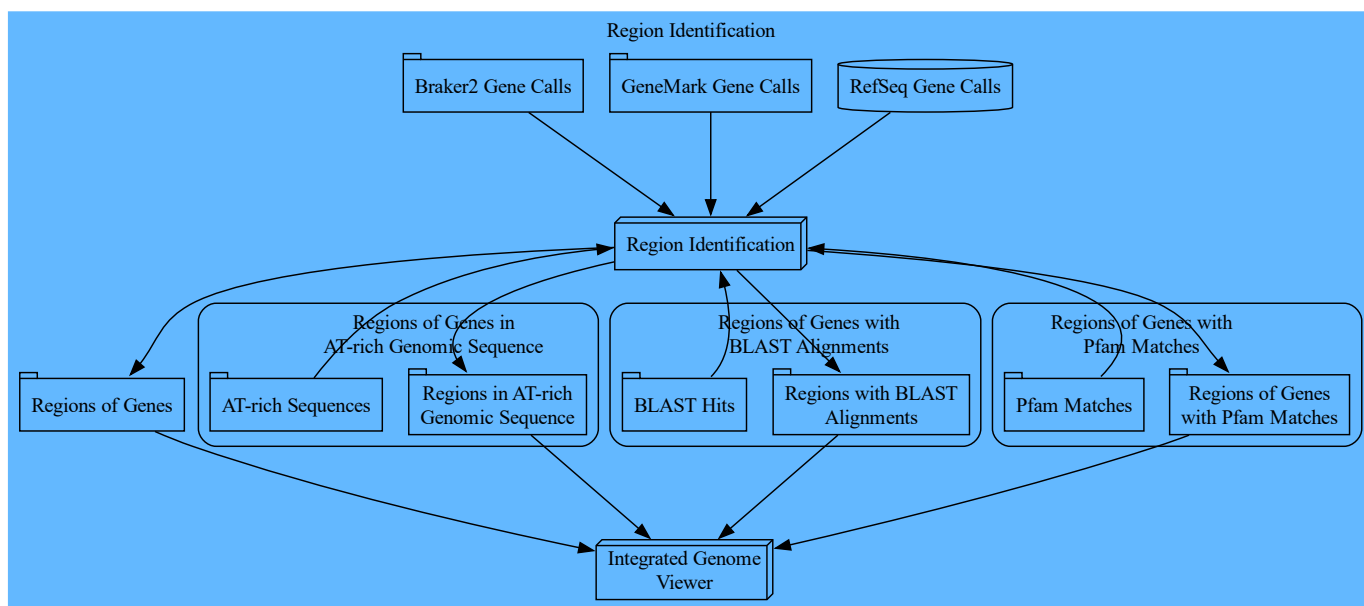 Region Identification
Braker2 Gene Calls
GeneMark Gene Calls
RefSeq Gene Calls
Region Identification
Regions of Genes in
AT-rich Genomic Sequence
Regions of Genes with
BLAST Alignments
Regions of Genes with
Pfam Matches
Regions of Genes
AT-rich Sequences
Regions in AT-rich
Genomic Sequence
BLAST Hits
Regions with BLAST
Alignments
Pfam Matches
Regions of Genes
with Pfam Matches
Integrated Genome
Viewer